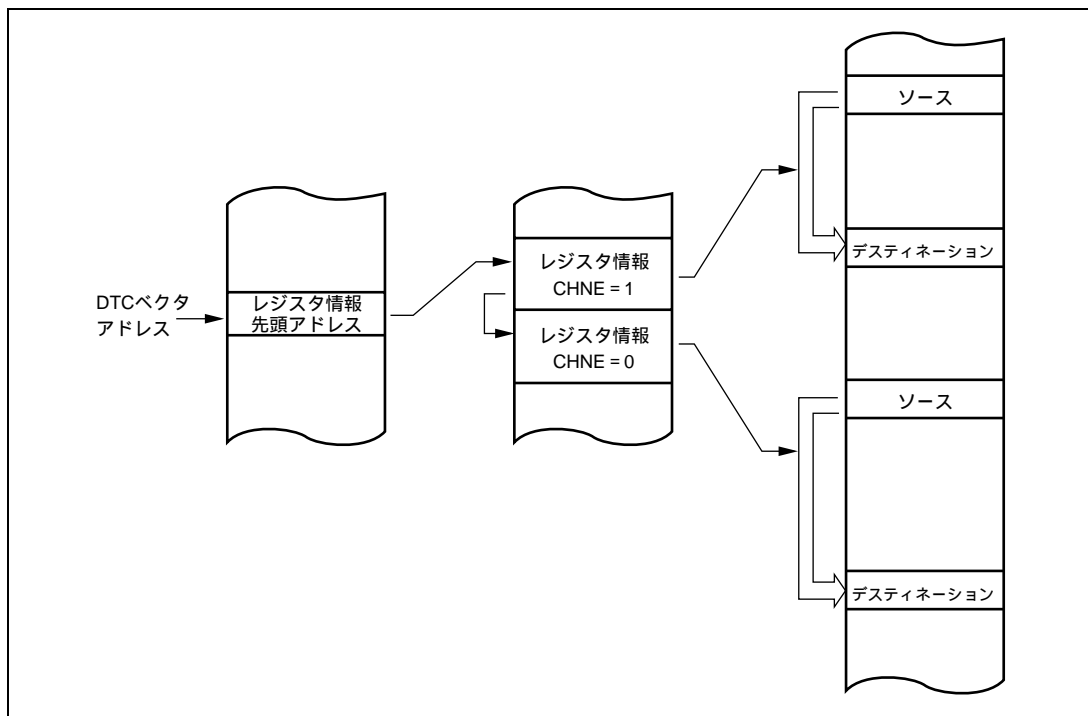 DTCベクタ
アドレス
レジスタ情報
先頭アドレス
レジスタ情報
CHNE = 1
レジスタ情報
CHNE = 0
ソース
デスティネーション
ソース
デスティネーション